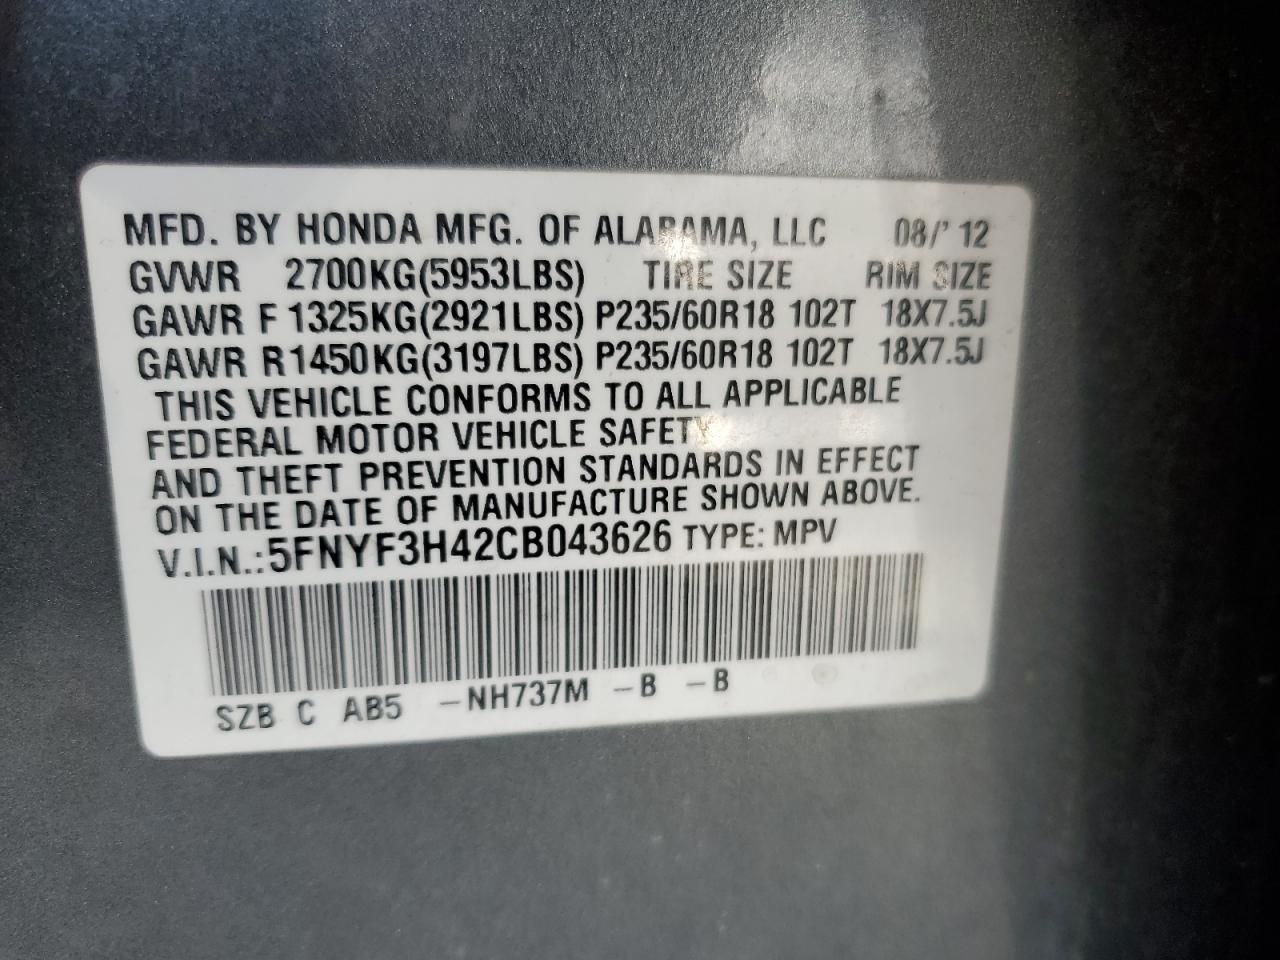 MFD. BY HONDA MFG. OF ALABAMA, LLC 08/' 12
GVWR 2700KG(5953LBS) TIRE SIZE RIM SIZE
GAWR F 1325KG(2921LBS) P235/60R18 102T 18X7.5J
GAWR R1450KG(3197LBS) P235/60R18 102T 18X7.5J
THIS VEHICLE CONFORMS TO ALL APPLICABLE
FEDERAL MOTOR VEHICLE SAFETY
AND THEFT PREVENTION STANDARDS IN EFFECT
ON THE DATE OF MANUFACTURE SHOWN ABOVE.
V.I.N.:5FNYF3H42CB043626 TYPE: MPV
SZB C AB5 -NH737M -B -B